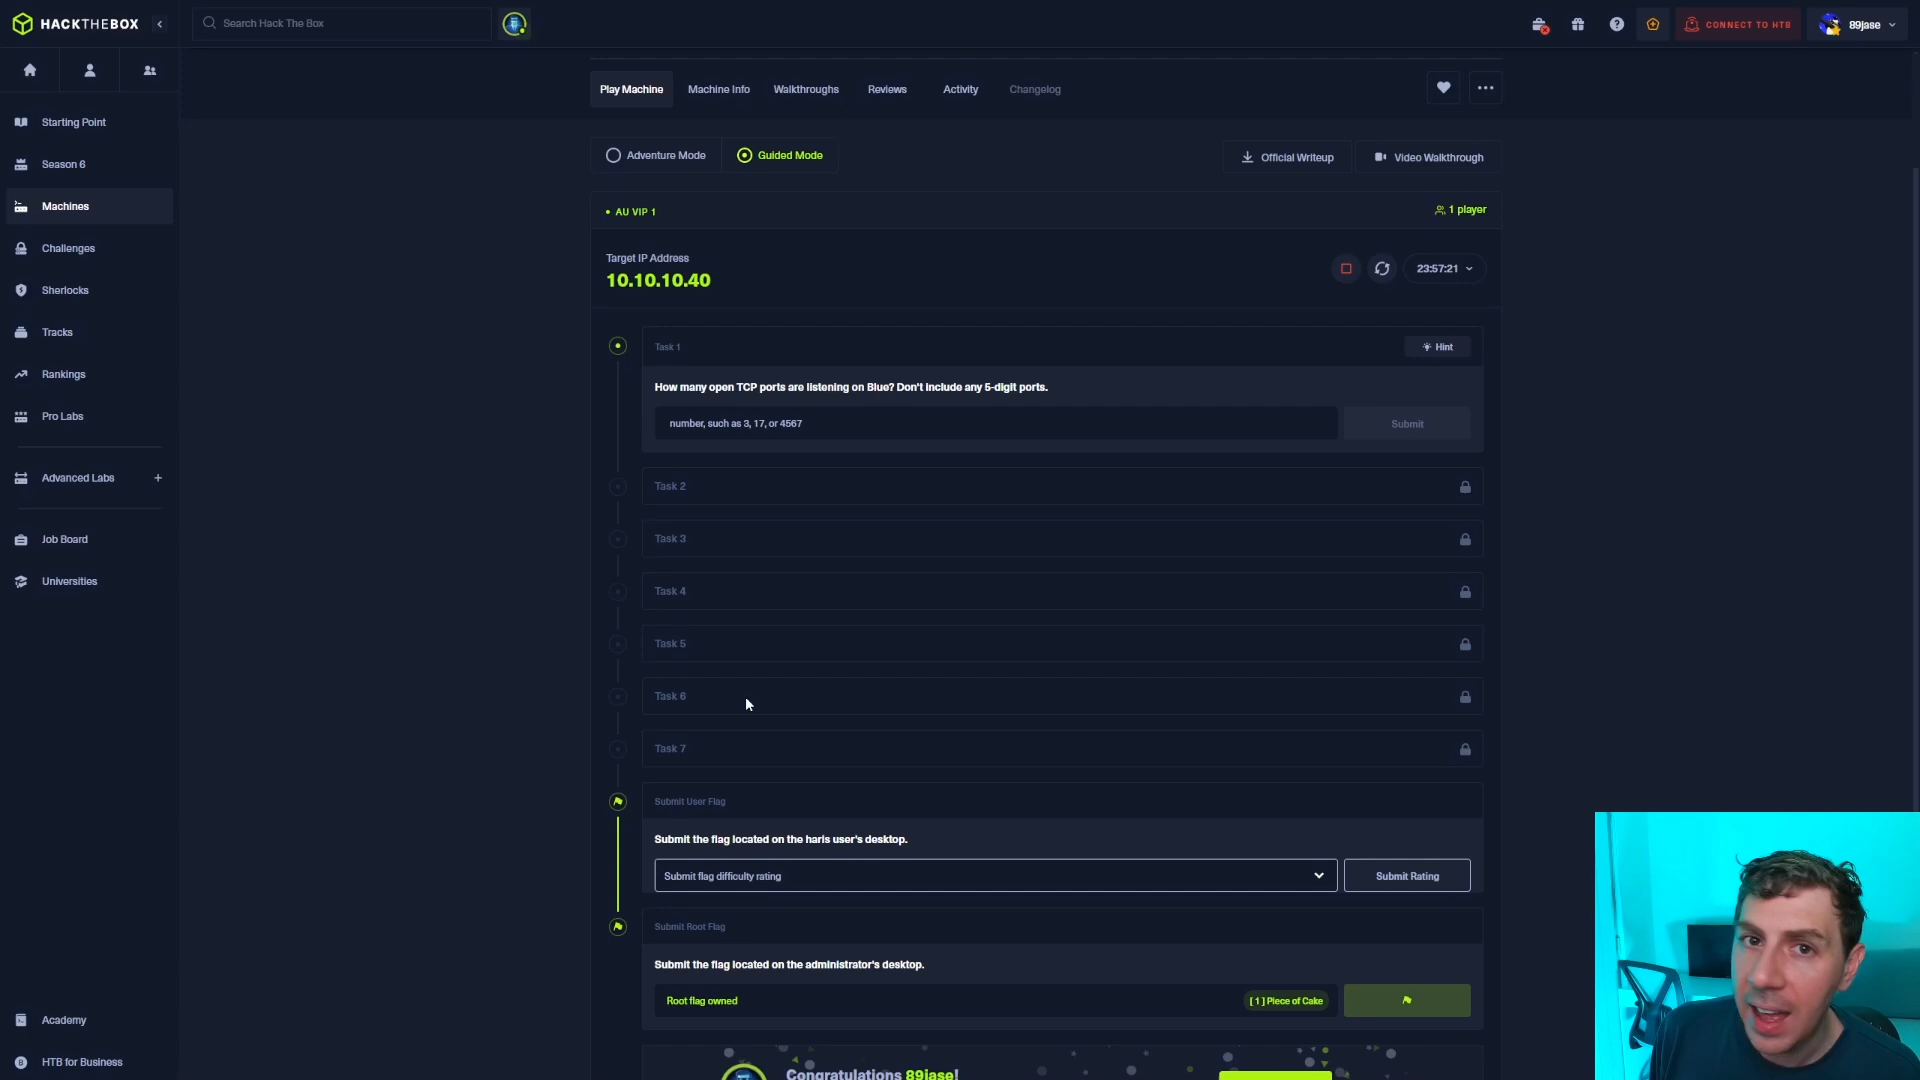 HACKTHEBOX
Search Hack The Box
CONNECT TO HTB
89jase
Starting Point
Season 6
Machines
Challenges
Sherlocks
Tracks
Rankings
Pro Labs
Advanced Labs
Job Board
Universities
Academy
HTB for Business
Play Machine
Machine Info
Walkthroughs
Reviews
Activity
Changelog
Adventure Mode
Guided Mode
Official Writeup
Video Walkthrough
AU VIP 1
1 player
Target IP Address
10.10.10.40
23:57:21
Task 1
Hint
How many open TCP ports are listening on Blue? Don't include any 5-digit ports.
number, such as 3, 17, or 4567
Submit
Task 2
Task 3
Task 4
Task 5
Task 6
Task 7
Submit User Flag
Submit the flag located on the haris user's desktop.
Submit flag difficulty rating
Submit Rating
Submit Root Flag
Submit the flag located on the administrator's desktop.
Root flag owned
[ 1 ] Piece of Cake
Congratulations 89jase!